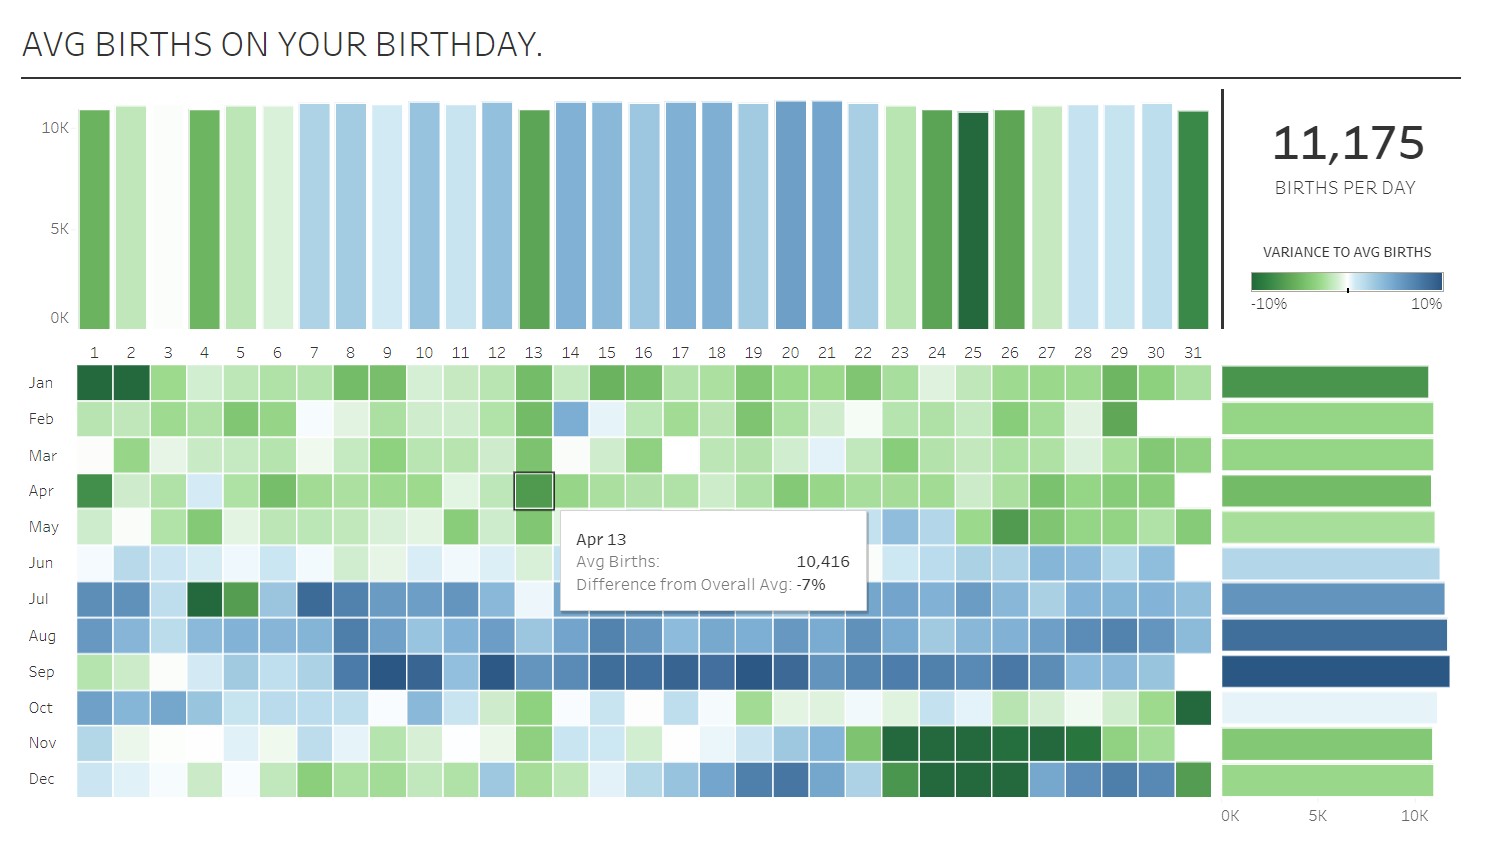 AVG BIRTHS ON YOUR BIRTHDAY.
10K
5K
0K
11,175
BIRTHS PER DAY
VARIANCE TO AVG BIRTHS
-10% 10%
1 2 3 4 5 6 7 8 9 10 11 12 13 14 15 16 17 18 19 20 21 22 23 24 25 26 27 28 29 30 31
Jan
Feb
Mar
Apr
May
Jun
Jul
Aug
Sep
Oct
Nov
Dec
Apr 13
Avg Births: 10,416
Difference from Overall Avg: -7%
0K 5K 10K